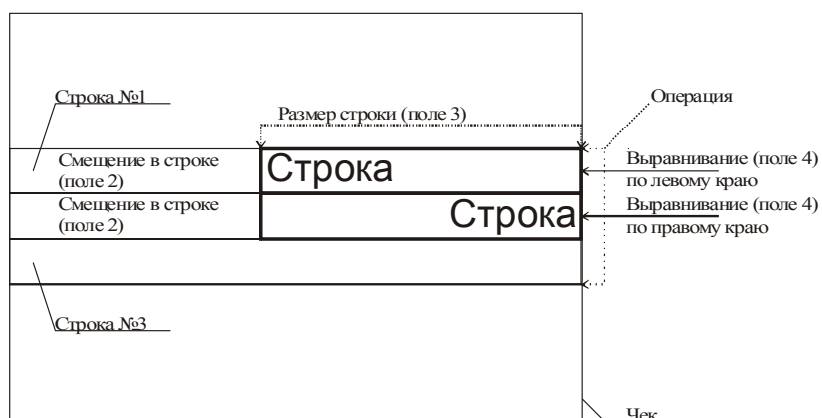 Строка №1
Операция
Размер строки (поле 3)
Смещение в строке
(поле 2)
Строка
Выравнивание (поле 4)
по левому краю
Смещение в строке
(поле 2)
Строка
Выравнивание (поле 4)
по правому краю
Строка №3
Чек